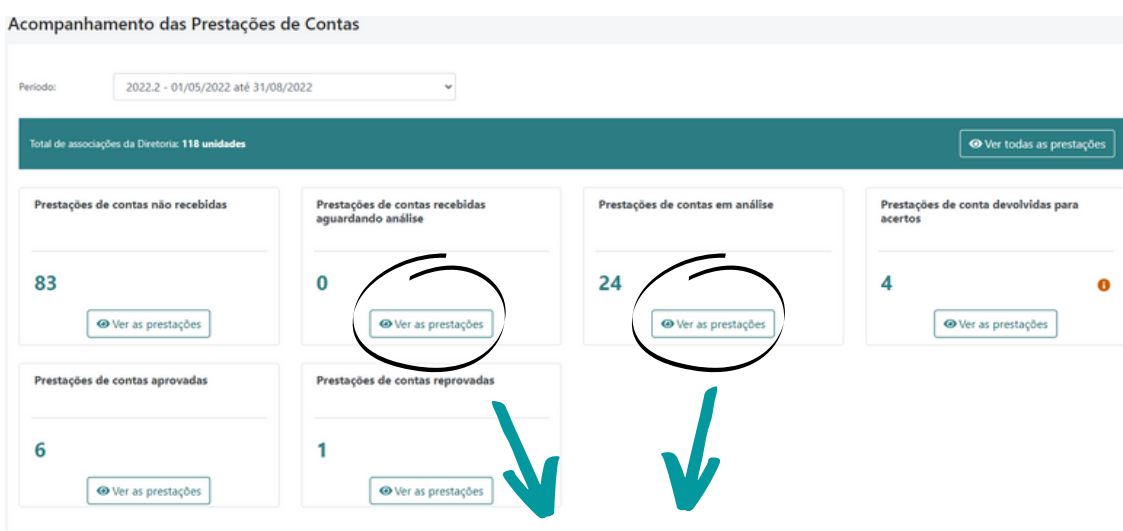 Acompanhamento das Prestações de Contas
Período:
2022.2 - 01/05/2022 até 31/08/2022
Total de associações da Diretoria: 118 unidades
Ver todas as prestações
Prestações de contas não recebidas
83
Ver as prestações
Prestações de contas recebidas
aguardando análise
0
Ver as prestações
Prestações de contas em análise
24
Ver as prestações
Prestações de conta devolvidas para
acertos
4
Ver as prestações
Prestações de contas aprovadas
6
Ver as prestações
Prestações de contas reprovadas
1
Ver as prestações